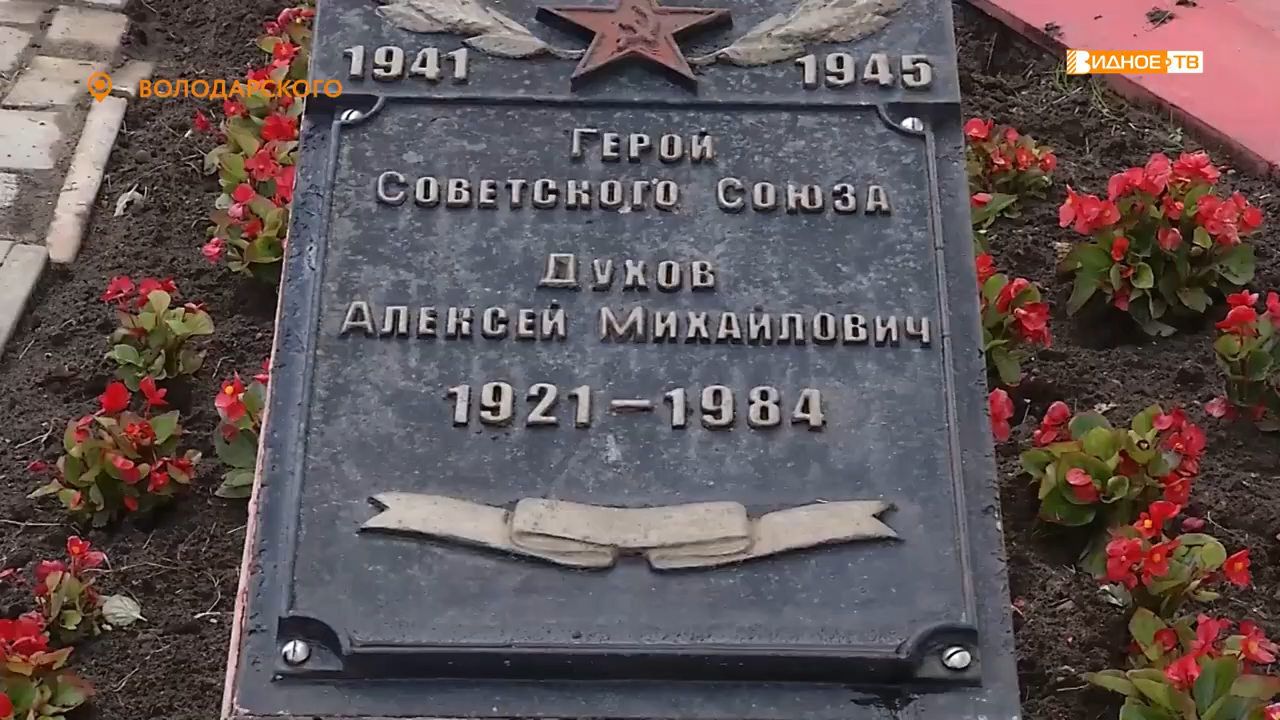 1941 1945
ВОЛОДАРСКОГО
ВИДНОЕ ТВ
ГЕРОЙ
СОВЕТСКОГО СОЮЗА
ДУХОВ
АЛЕКСЕЙ МИХАЙЛОВИЧ
1921–1984